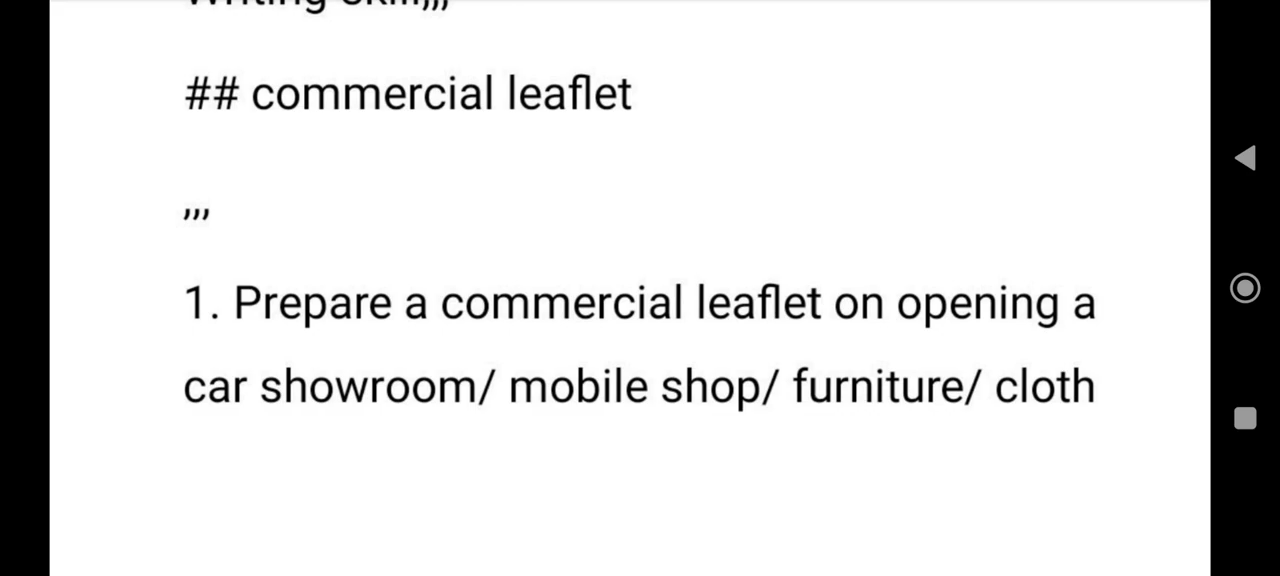 ## commercial leaflet
,,,
1. Prepare a commercial leaflet on opening a
car showroom/ mobile shop/ furniture/ cloth